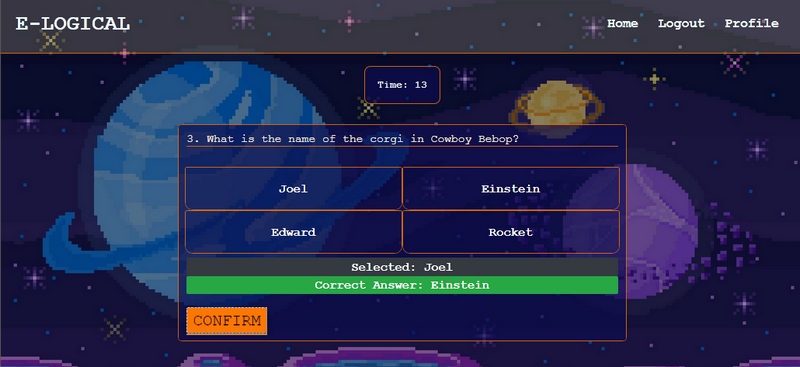 E-LOGICAL
Home Logout Profile
Time: 13
3. What is the name of the corgi in Cowboy Bebop?
Joel Einstein
Edward Rocket
Selected: Joel
Correct Answer: Einstein
CONFIRM